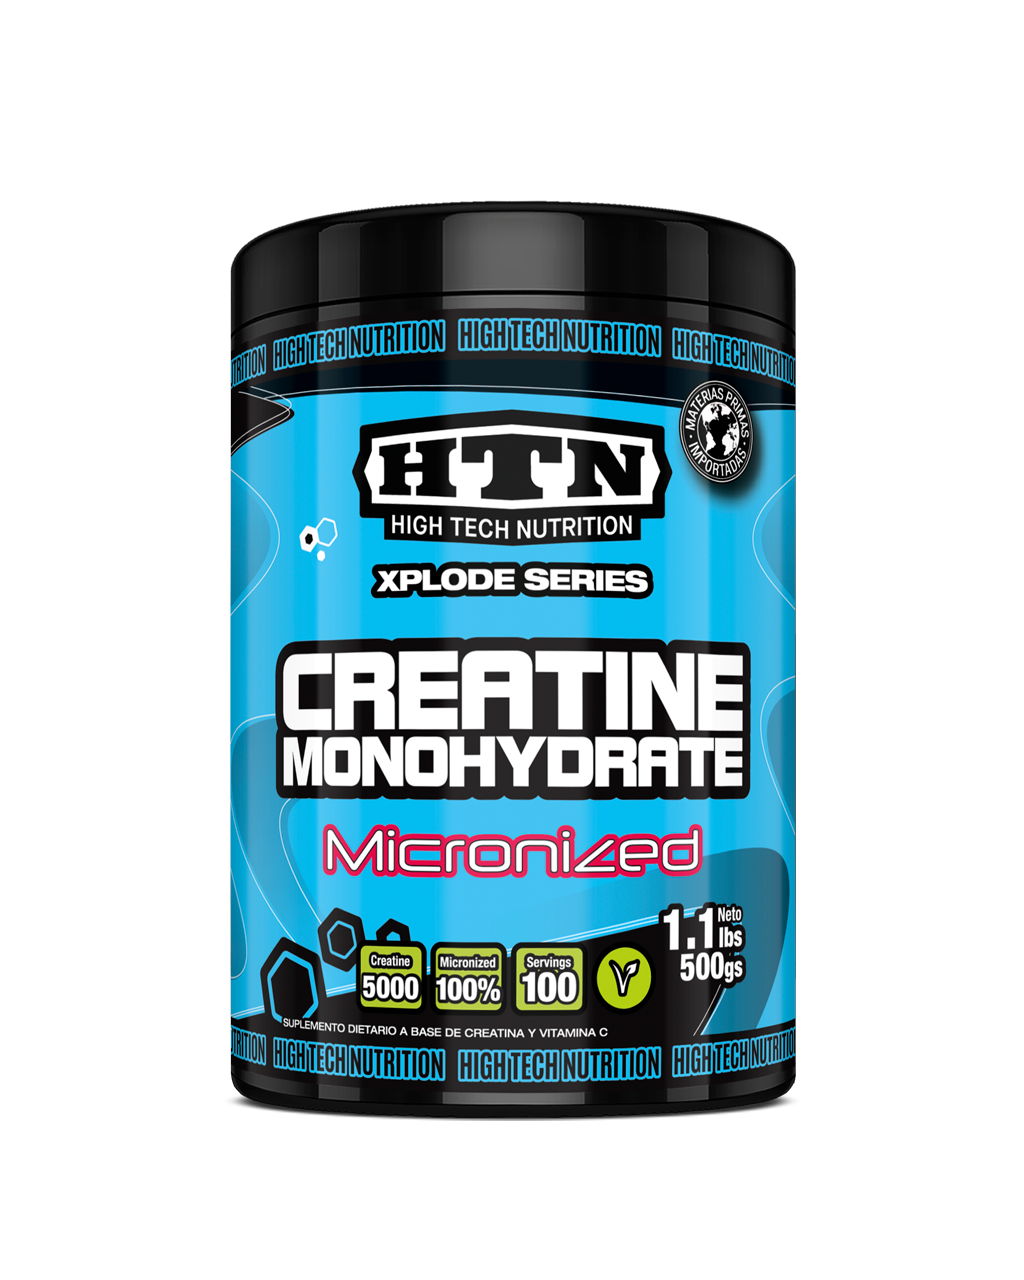 HIGH TECH NUTRITION HIGH TECH NUTRITION HIGH TECH NUTRITION
MATERIAS PRIMAS
IMPORTADAS
HTN
HIGH TECH NUTRITION
XPLODE SERIES
CREATINE
MONOHYDRATE
Micronized
1.1 Neto lbs
500gs
Creatine
5000
Micronized
100%
Servings
100
SUPLEMENTO DIETARIO A BASE DE CREATINA Y VITAMINA C
HIGH TECH NUTRITION HIGH TECH NUTRITION HIGH TECH NUTRITION